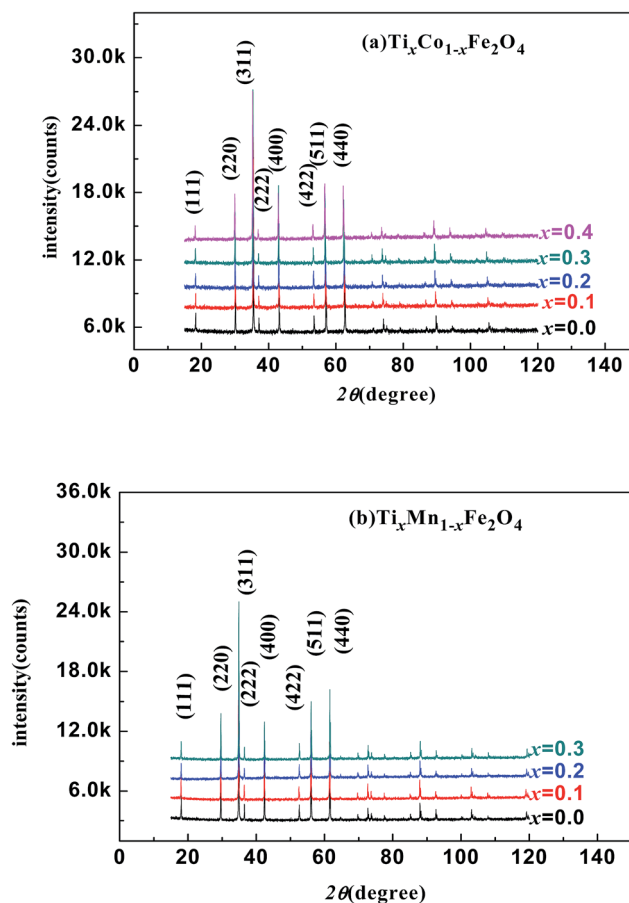 (a)TiₓCo₁₋ₓFe₂O₄
30.0k
24.0k
18.0k
12.0k
6.0k
intensity(counts)
(111)
(220)
(311)
(222)
(400)
(422)
(511)
(440)
x=0.4
x=0.3
x=0.2
x=0.1
x=0.0
0 20 40 60 80 100 120 140
2θ(degree)
(b)TiₓMn₁₋ₓFe₂O₄
36.0k
30.0k
24.0k
18.0k
12.0k
6.0k
intensity(counts)
(111)
(220)
(311)
(222)
(400)
(422)
(511)
(440)
x=0.3
x=0.2
x=0.1
x=0.0
0 20 40 60 80 100 120 140
2θ(degree)